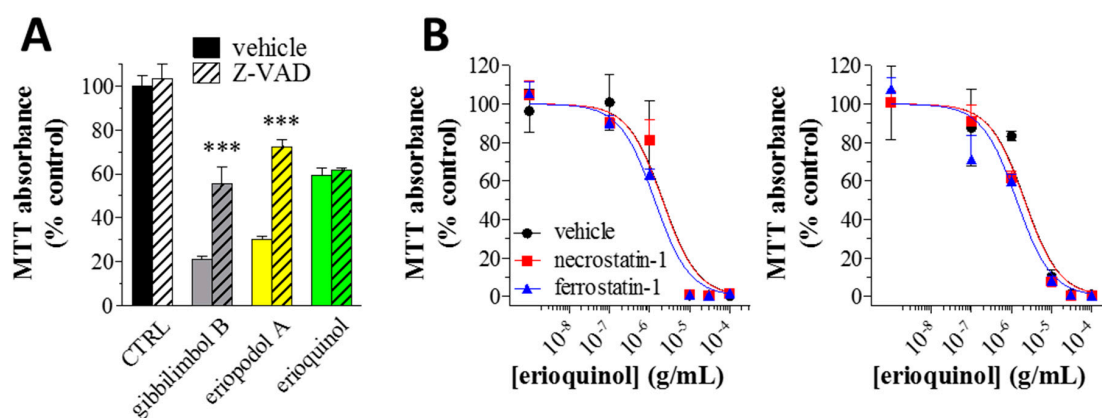 A
vehicle
Z-VAD
MTT absorbance
(% control)
100
80
60
40
20
0
***
***
CTRL
gibbilimbol B
eriopodol A
erioquinol
B
MTT absorbance
(% control)
120
100
80
60
40
20
0
vehicle
necrostatin-1
ferrostatin-1
10⁻⁸
10⁻⁷
10⁻⁶
10⁻⁵
10⁻⁴
[erioquinol] (g/mL)
MTT absorbance
(% control)
120
100
80
60
40
20
0
10⁻⁸
10⁻⁷
10⁻⁶
10⁻⁵
10⁻⁴
[erioquinol] (g/mL)